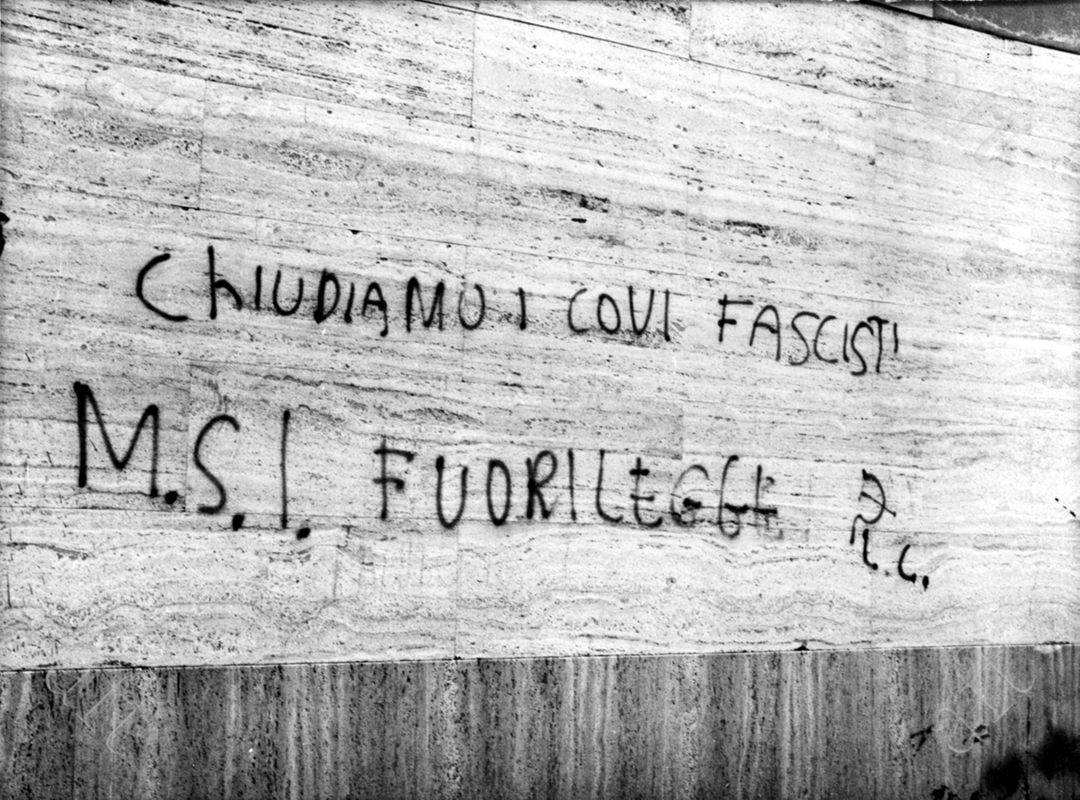 ChIUDIAMO I COVI FASCISTI
M.S.I. FUORILEGGE
L.C.